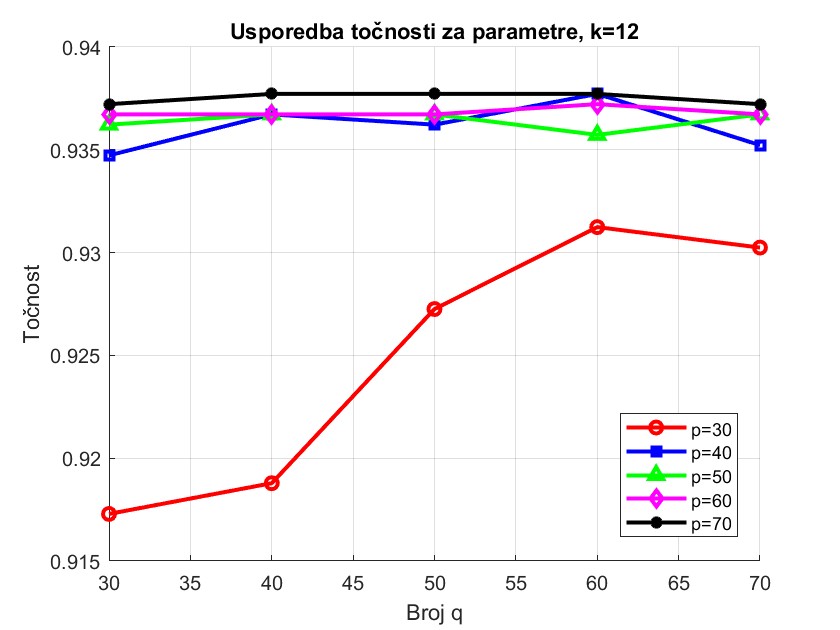 Usporedba točnosti za parametre, k=12
0.94
0.935
0.93
0.925
0.92
0.915
Točnost
30 35 40 45 50 55 60 65 70
Broj q
p=30
p=40
p=50
p=60
p=70